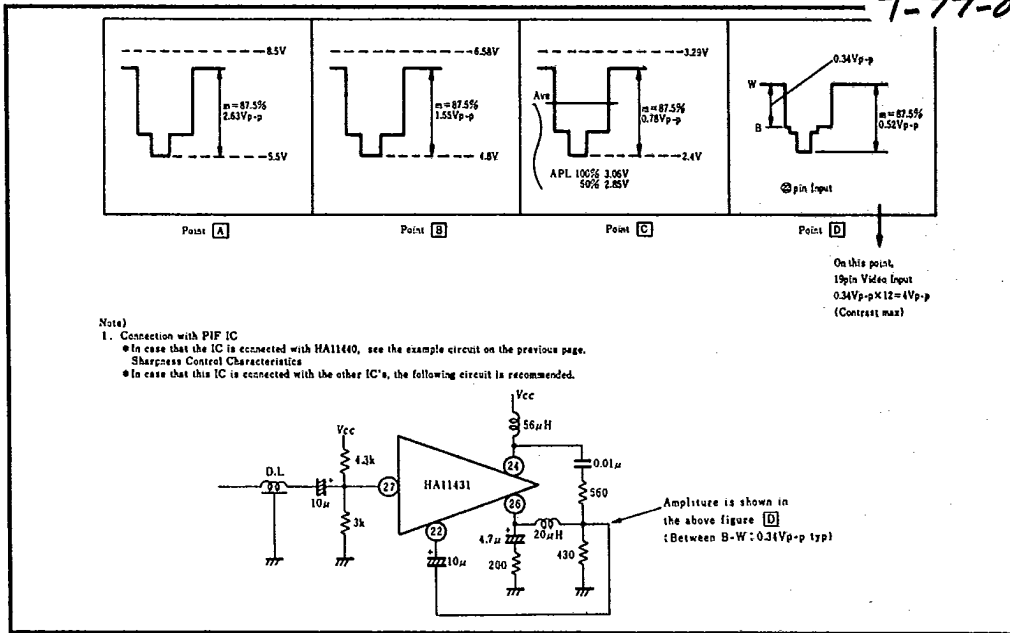 8.5V
m=87.5%
2.63Vp-p
5.5V
6.58V
m=87.5%
1.55Vp-p
4.8V
3.29V
Ave
m=87.5%
0.78Vp-p
2.4V
APL 100% 3.06V
50% 2.85V
0.34Vp-p
W
B
m=87.5%
0.52Vp-p
㉒pin Input
Point A
Point B
Point C
Point D
On this point,
19pin Video Input
0.34Vp-p×12=4Vp-p
(Contrast max)
Note)
1. Connection with PIF IC
● In case that the IC is connected with HA11440, see the example circuit on the previous page.
Sharpness Control Characteristics
● In case that this IC is connected with the other IC's, the following circuit is recommended.
Vcc
56μH
Vcc
4.3k
24
0.01μ
D.L
27
HA11431
560
+
10μ
26
Ampliture is shown in
the above figure D
(Between B-W:0.34Vp-p typ)
3k
22
20μH
+
4.7μ
430
+
10μ
200